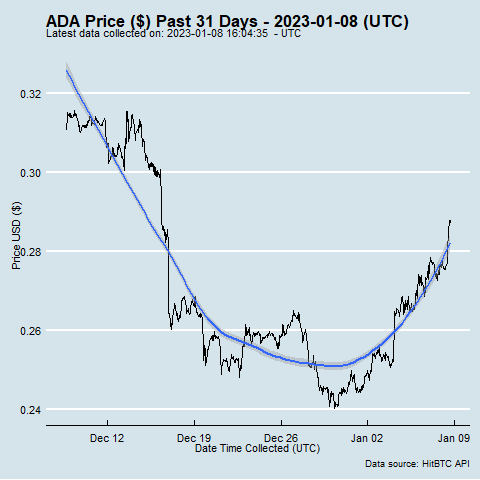 ADA Price ($) Past 31 Days - 2023-01-08 (UTC)
Latest data collected on: 2023-01-08 16:04:35 - UTC
0.32
0.30
0.28
0.26
0.24
Price USD ($)
Dec 12 Dec 19 Dec 26 Jan 02 Jan 09
Date Time Collected (UTC)
Data source: HitBTC API